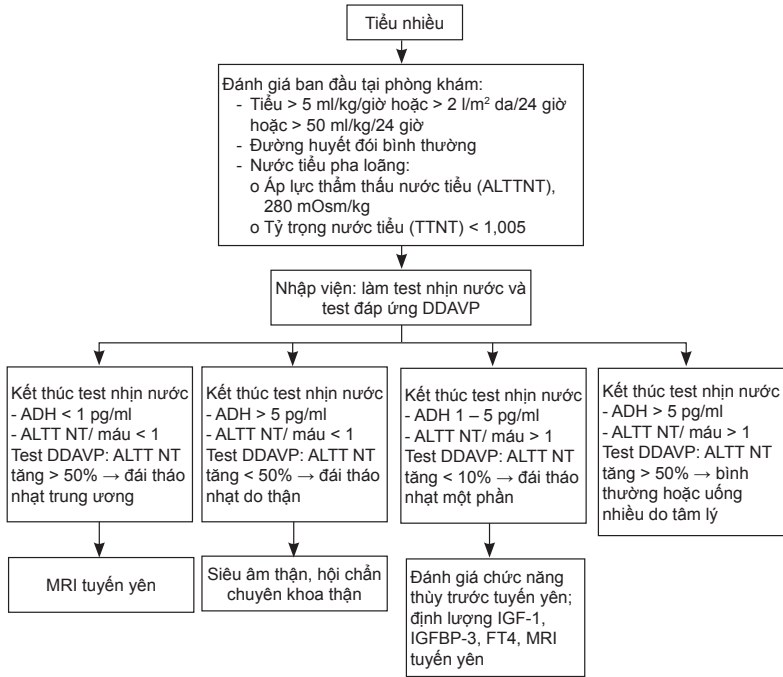 Tiểu nhiều
Đánh giá ban đầu tại phòng khám:
- Tiểu > 5 ml/kg/giờ hoặc > 2 l/m² da/24 giờ
hoặc > 50 ml/kg/24 giờ
- Đường huyết đói bình thường
- Nước tiểu pha loãng:
o Áp lực thẩm thấu nước tiểu (ALTTNT),
280 mOsm/kg
o Tỷ trọng nước tiểu (TTNT) < 1,005
Nhập viện: làm test nhịn nước và
test đáp ứng DDAVP
Kết thúc test nhịn nước
- ADH < 1 pg/ml
- ALTT NT/ máu < 1
Test DDAVP: ALTT NT
tăng > 50% → đái tháo
nhạt trung ương
Kết thúc test nhịn nước
- ADH > 5 pg/ml
- ALTT NT/ máu < 1
Test DDAVP: ALTT NT
tăng < 50% → đái tháo
nhạt do thận
Kết thúc test nhịn nước
- ADH 1 – 5 pg/ml
- ALTT NT/ máu > 1
Test DDAVP: ALTT NT
tăng < 10% → đái tháo
nhạt một phần
Kết thúc test nhịn nước
- ADH > 5 pg/ml
- ALTT NT/ máu > 1
Test DDAVP: ALTT NT
tăng > 50% → bình
thường hoặc uống
nhiều do tâm lý
MRI tuyến yên
Siêu âm thận, hội chẩn
chuyên khoa thận
Đánh giá chức năng
thùy trước tuyến yên;
định lượng IGF-1,
IGFBP-3, FT4, MRI
tuyến yên